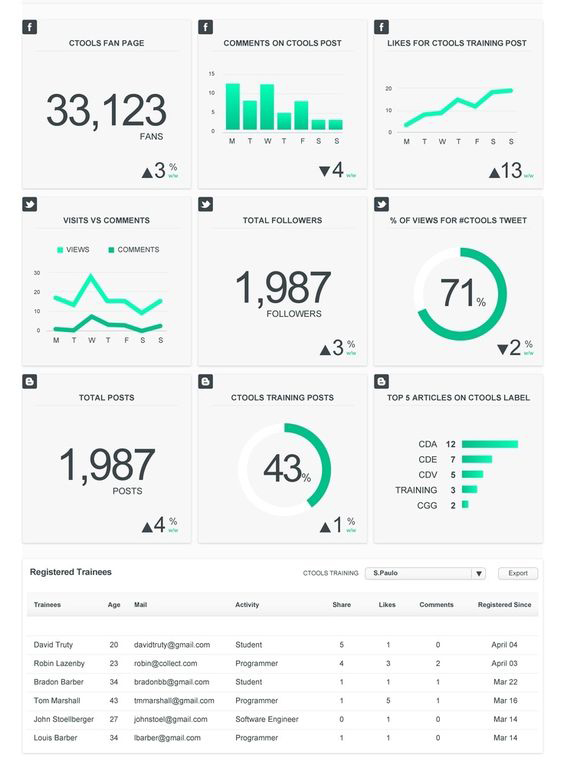 CTOOLS FAN PAGE
33,123
FANS
▲3 %
w/w
COMMENTS ON CTOOLS POST
15
10
5
0
M T W T F S S
▼4
w/w
LIKES FOR CTOOLS TRAINING POST
20
10
0
M T W T F S S
▲13
w/w
VISITS VS COMMENTS
VIEWS COMMENTS
30
20
10
0
M T W T F S S
TOTAL FOLLOWERS
1,987
FOLLOWERS
▲3 %
w/w
% OF VIEWS FOR #CTOOLS TWEET
71%
▼2 %
w/w
TOTAL POSTS
1,987
POSTS
▲4 %
w/w
CTOOLS TRAINING POSTS
43%
▲1 %
w/w
TOP 5 ARTICLES ON CTOOLS LABEL
CDA 12
CDE 7
CDV 5
TRAINING 3
CGG 2
Registered Trainees CTOOLS TRAINING S.Paulo ▼ Export
Trainees Age Mail Activity Share Likes Comments Registered Since
David Truty 20 davidtruty@gmail.com Student 5 1 0 April 04
Robin Lazenby 23 robin@collect.com Programmer 4 3 2 April 03
Bradon Barber 34 bradonbb@gmail.com Student 1 1 1 Mar 22
Tom Marshall 43 tmmarshall@gmail.com Programmer 1 5 1 Mar 16
John Stoellberger 27 johnstoel@gmail.com Software Engineer 0 1 0 Mar 14
Louis Barber 34 lbarber@gmail.com Programmer 1 1 0 Mar 14